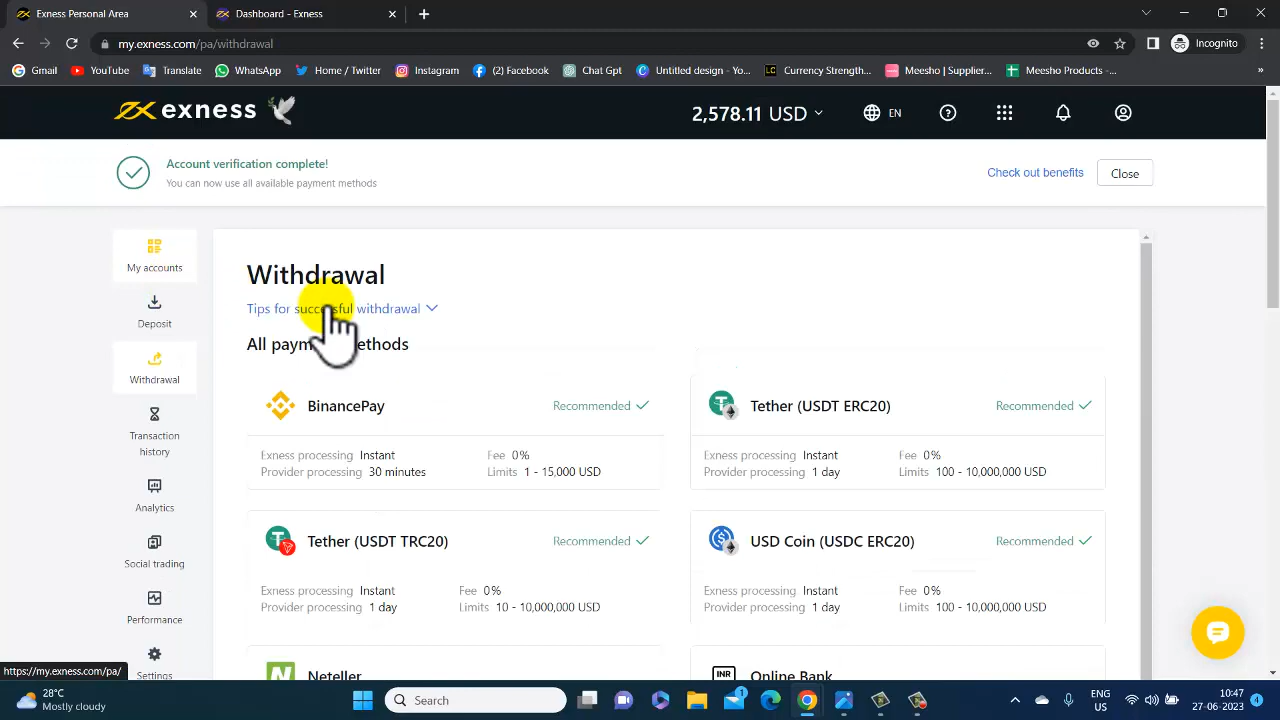 Exness Personal Area
Dashboard - Exness
my.exness.com/pa/withdrawal
Incognito
Gmail
YouTube
Translate
WhatsApp
Home / Twitter
Instagram
(2) Facebook
Chat Gpt
Untitled design - Yo...
LC Currency Strength...
Meesho | Supplier...
Meesho Products -...
exness
2,578.11 USD
EN
Account verification complete!
You can now use all available payment methods
Check out benefits
Close
My accounts
Deposit
Withdrawal
Transaction
history
Analytics
Social trading
Performance
Settings
Withdrawal
Tips for successful withdrawal
All payment methods
BinancePay
Recommended
Exness processing Instant
Fee 0%
Provider processing 30 minutes
Limits 1 - 15,000 USD
Tether (USDT ERC20)
Recommended
Exness processing Instant
Fee 0%
Provider processing 1 day
Limits 100 - 10,000,000 USD
Tether (USDT TRC20)
Recommended
Exness processing Instant
Fee 0%
Provider processing 1 day
Limits 10 - 10,000,000 USD
USD Coin (USDC ERC20)
Recommended
Exness processing Instant
Fee 0%
Provider processing 1 day
Limits 100 - 10,000,000 USD
Neteller
INR
Online Bank
https://my.exness.com/pa/
28°C
Mostly cloudy
Search
1
ENG
US
10:47
27-06-2023
4